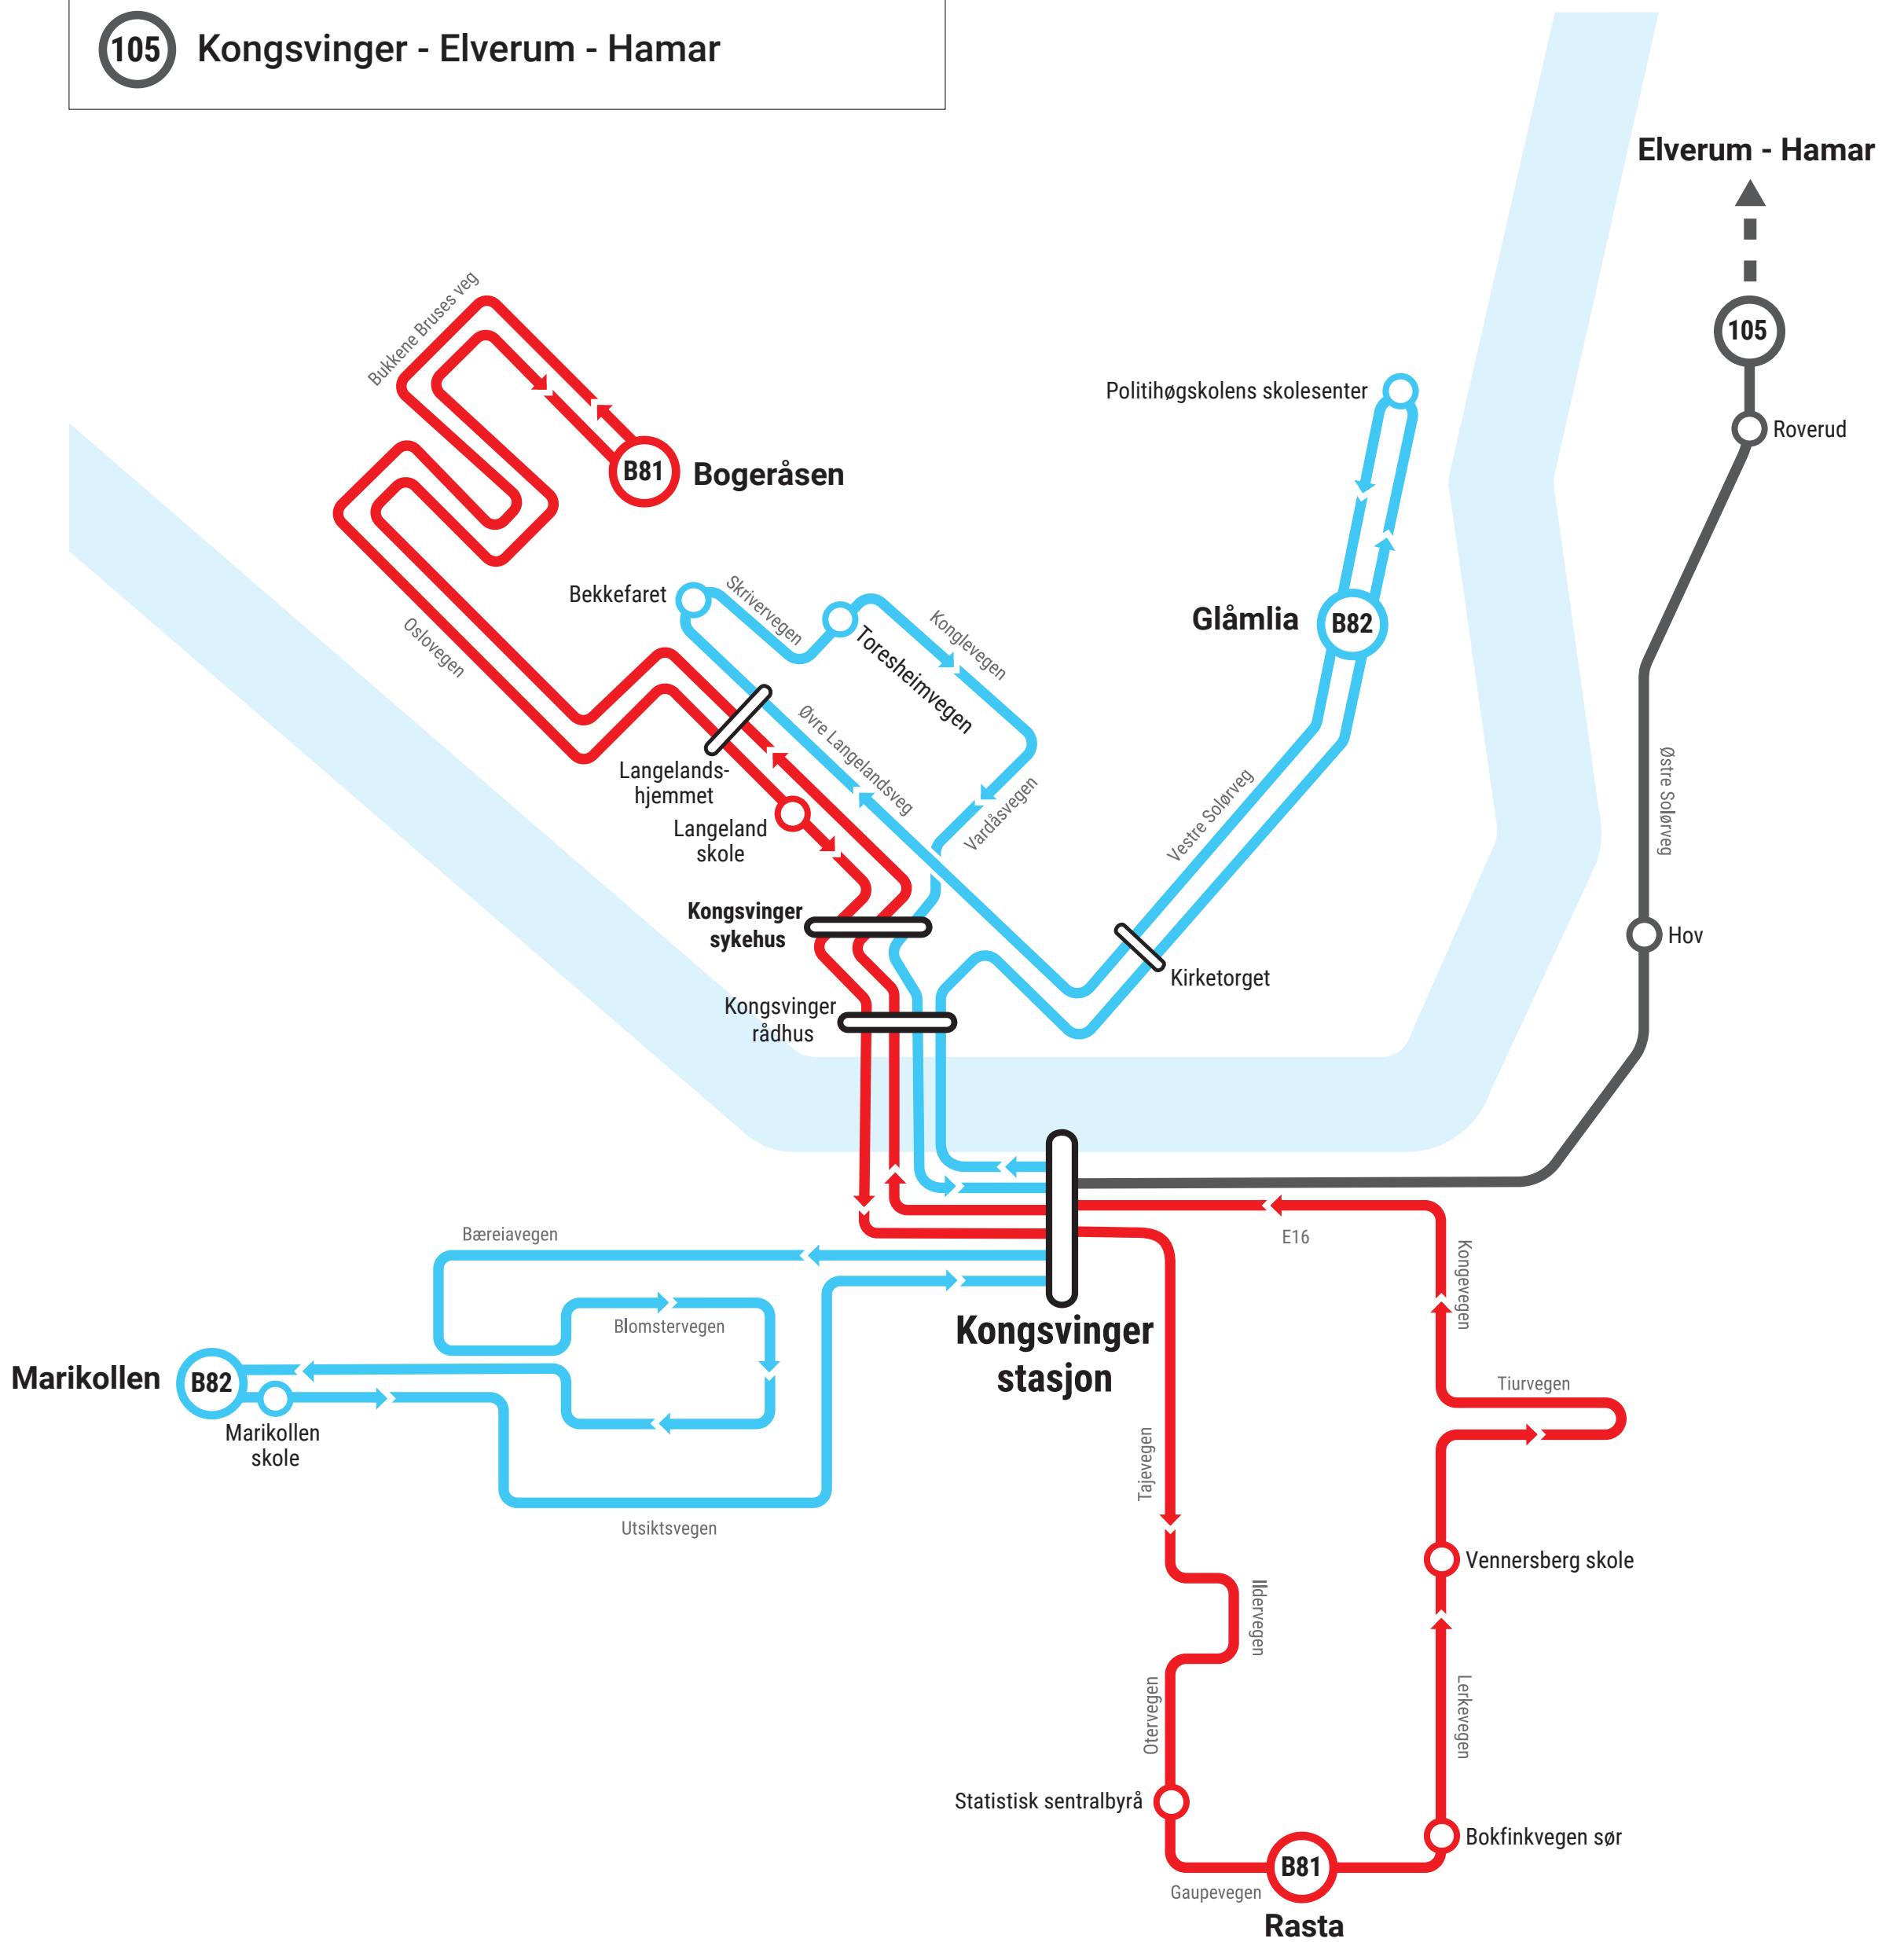 105 Kongsvinger - Elverum - Hamar
Elverum - Hamar
105
Roverud
Bukkene Bruses veg
Politihøgskolens skolesenter
B81 Bogeråsen
Bekkefaret
Skrivervegen
Konglevegen
Toresheimvegen
Glåmlia B82
Oslovegen
Øvre Langelandsveg
Langelands-
hjemmet
Langeland
skole
Vardåsvegen
Vestre Solørveg
Østre Solørveg
Kongsvinger
sykehus
Hov
Kirketorget
Kongsvinger
rådhus
Bæreiavegen
E16
Kongevegen
Blomstervegen
Kongsvinger
stasjon
Marikollen B82
Tiurvegen
Marikollen
skole
Tajevegen
Utsiktsvegen
Vennersberg skole
Ildervegen
Otervegen
Lerkevegen
Statistisk sentralbyrå
Bokfinkvegen sør
B81
Gaupevegen
Rasta